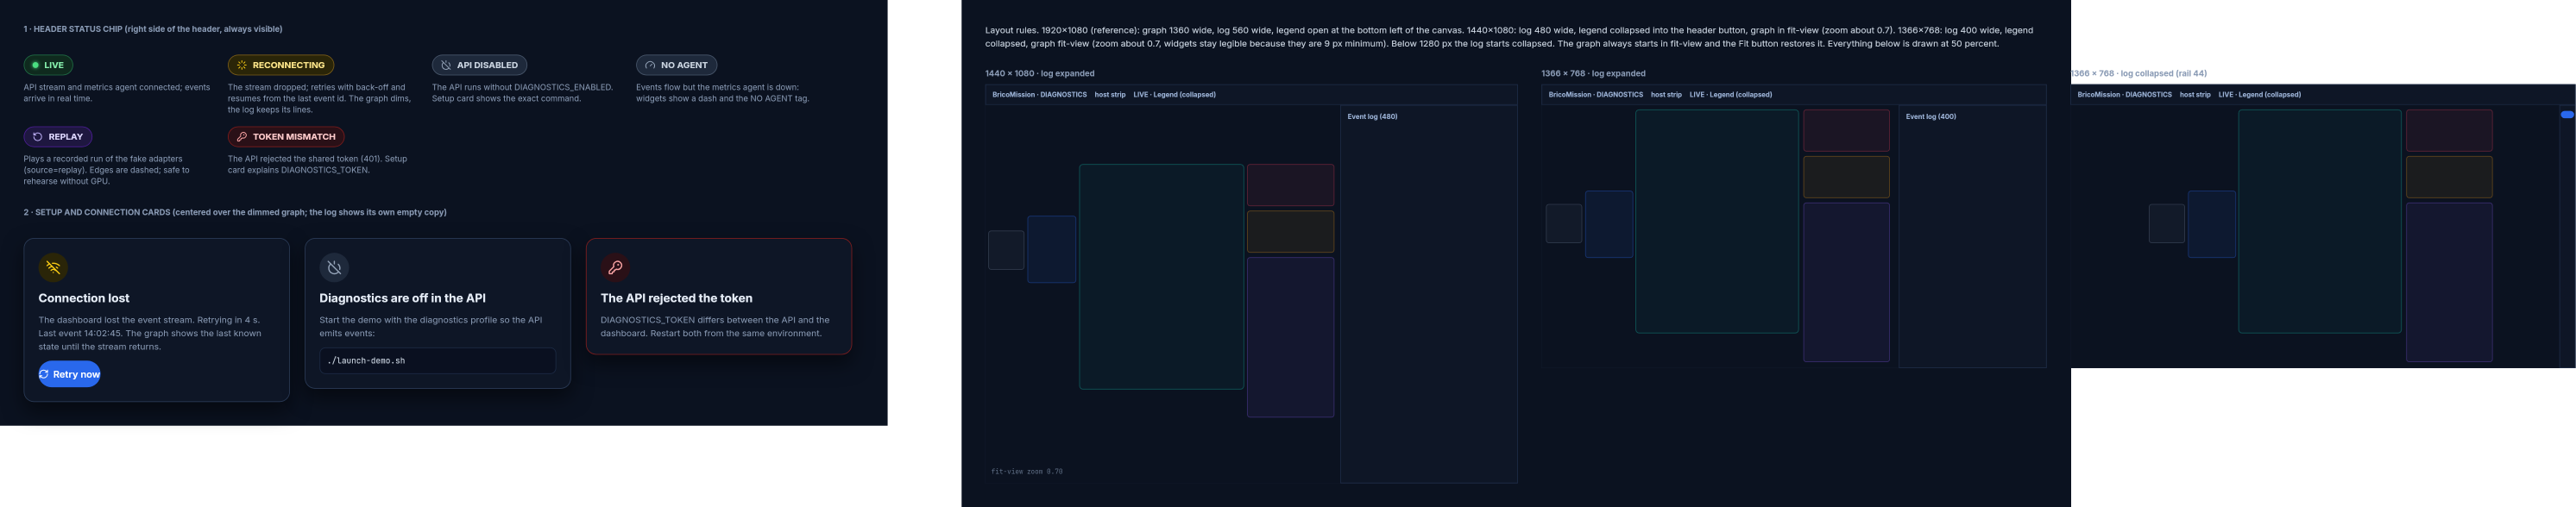 1 · HEADER STATUS CHIP (right side of the header, always visible)
LIVE
API stream and metrics agent connected; events
arrive in real time.
RECONNECTING
The stream dropped; retries with back-off and
resumes from the last event id. The graph dims,
the log keeps its lines.
API DISABLED
The API runs without DIAGNOSTICS_ENABLED.
Setup card shows the exact command.
NO AGENT
Events flow but the metrics agent is down:
widgets show a dash and the NO AGENT tag.
REPLAY
Plays a recorded run of the fake adapters
(source=replay). Edges are dashed; safe to
rehearse without GPU.
TOKEN MISMATCH
The API rejected the shared token (401). Setup
card explains DIAGNOSTICS_TOKEN.
2 · SETUP AND CONNECTION CARDS (centered over the dimmed graph; the log shows its own empty copy)
Connection lost
The dashboard lost the event stream. Retrying in 4 s.
Last event 14:02:45. The graph shows the last known
state until the stream returns.
Retry now
Diagnostics are off in the API
Start the demo with the diagnostics profile so the API
emits events:
./launch-demo.sh
The API rejected the token
DIAGNOSTICS_TOKEN differs between the API and the
dashboard. Restart both from the same environment.
Layout rules. 1920×1080 (reference): graph 1360 wide, log 560 wide, legend open at the bottom left of the canvas. 1440×1080: log 480 wide, legend collapsed into the header button, graph in fit-view (zoom about 0.7). 1366×768: log 400 wide, legend
collapsed, graph fit-view (zoom about 0.7, widgets stay legible because they are 9 px minimum). Below 1280 px the log starts collapsed. The graph always starts in fit-view and the Fit button restores it. Everything below is drawn at 50 percent.
1440 × 1080 · log expanded
BricoMission · DIAGNOSTICS host strip LIVE · Legend (collapsed)
Event log (480)
fit-view zoom 0.70
1366 × 768 · log expanded
BricoMission · DIAGNOSTICS host strip LIVE · Legend (collapsed)
Event log (400)
1366 × 768 · log collapsed (rail 44)
BricoMission · DIAGNOSTICS host strip LIVE · Legend (collapsed)